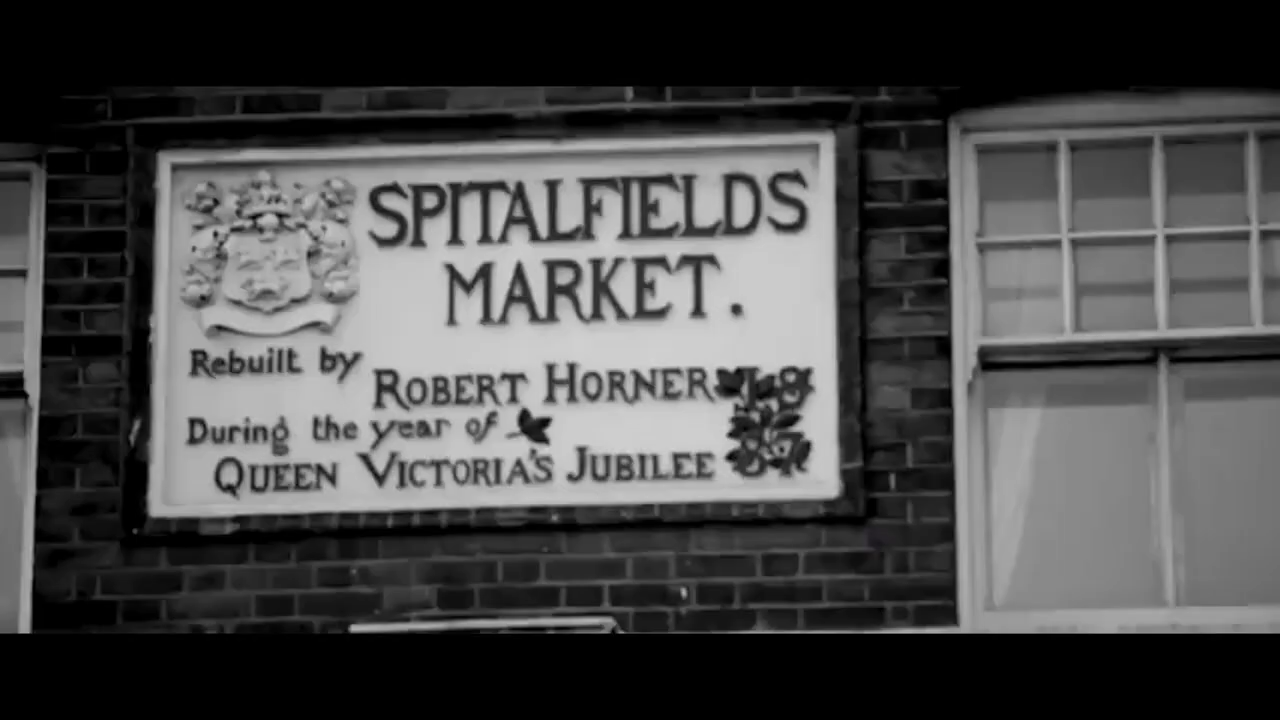 SPITALFIELDS
MARKET.
Rebuilt by
ROBERT HORNER 18
During the year of
QUEEN VICTORIA'S JUBILEE 87